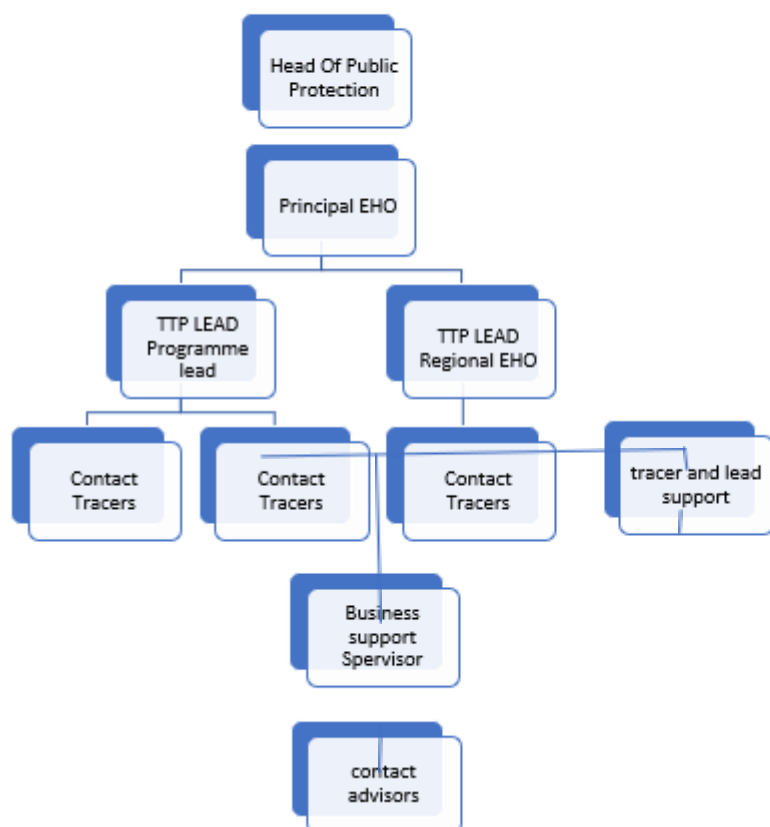 Head Of Public
Protection
Principal EHO
TTP LEAD
Programme
lead
TTP LEAD
Regional EHO
Contact
Tracers
Contact
Tracers
Contact
Tracers
tracer and lead
support
Business
support
Spervisor
contact
advisors